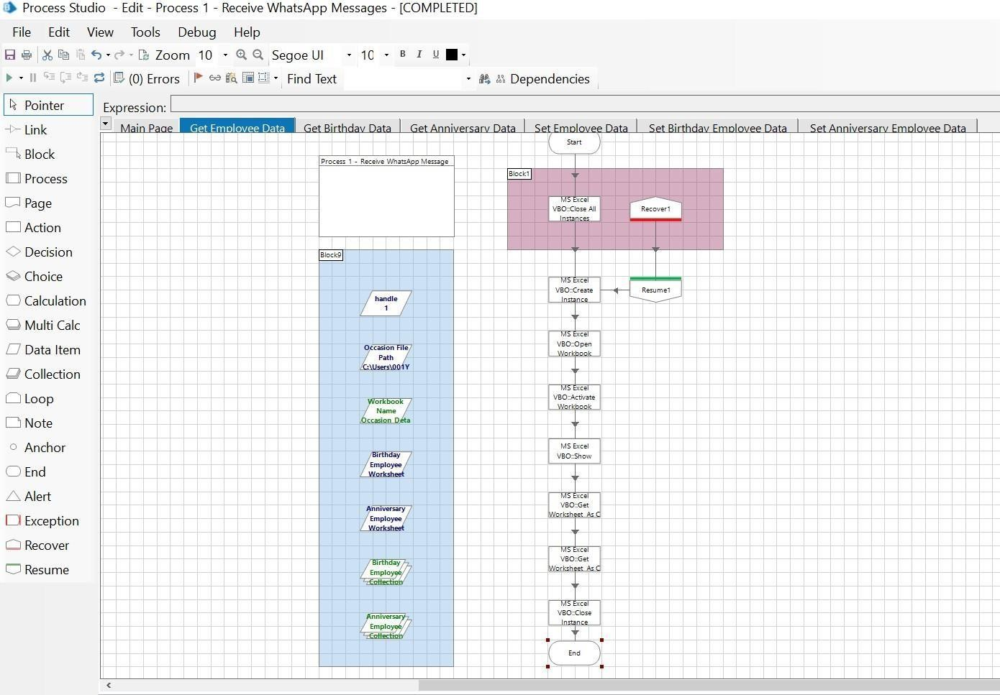 Process Studio - Edit - Process 1 - Receive WhatsApp Messages - [COMPLETED]
File Edit View Tools Debug Help
Zoom 10 Segoe UI 10 B I U
(0) Errors Find Text Dependencies
Pointer
Link
Block
Process
Page
Action
Decision
Choice
Calculation
Multi Calc
Data Item
Collection
Loop
Note
Anchor
End
Alert
Exception
Recover
Resume
Expression:
Main Page Get Employee Data Get Birthday Data Get Anniversary Data Set Employee Data Set Birthday Employee Data Set Anniversary Employee Data
Process 1 - Receive WhatsApp Message
Block9
handle
1
Occasion File
Path
C:\Users\001Y
Workbook
Name
Occasion Deta
Birthday
Employee
Worksheet
Anniversary
Employee
Worksheet
Birthday
Employee
Collection
Anniversary
Employee
Collection
Start
Block1
MS Excel
VBO::Close All
Instances
Recover1
MS Excel
VBO::Create
Instance
Resume1
MS Excel
VBO::Open
Workbook
MS Excel
VBO::Activate
Workbook
MS Excel
VBO::Show
MS Excel
VBO::Get
Worksheet As C
MS Excel
VBO::Get
Worksheet As C
MS Excel
VBO::Close
Instance
End